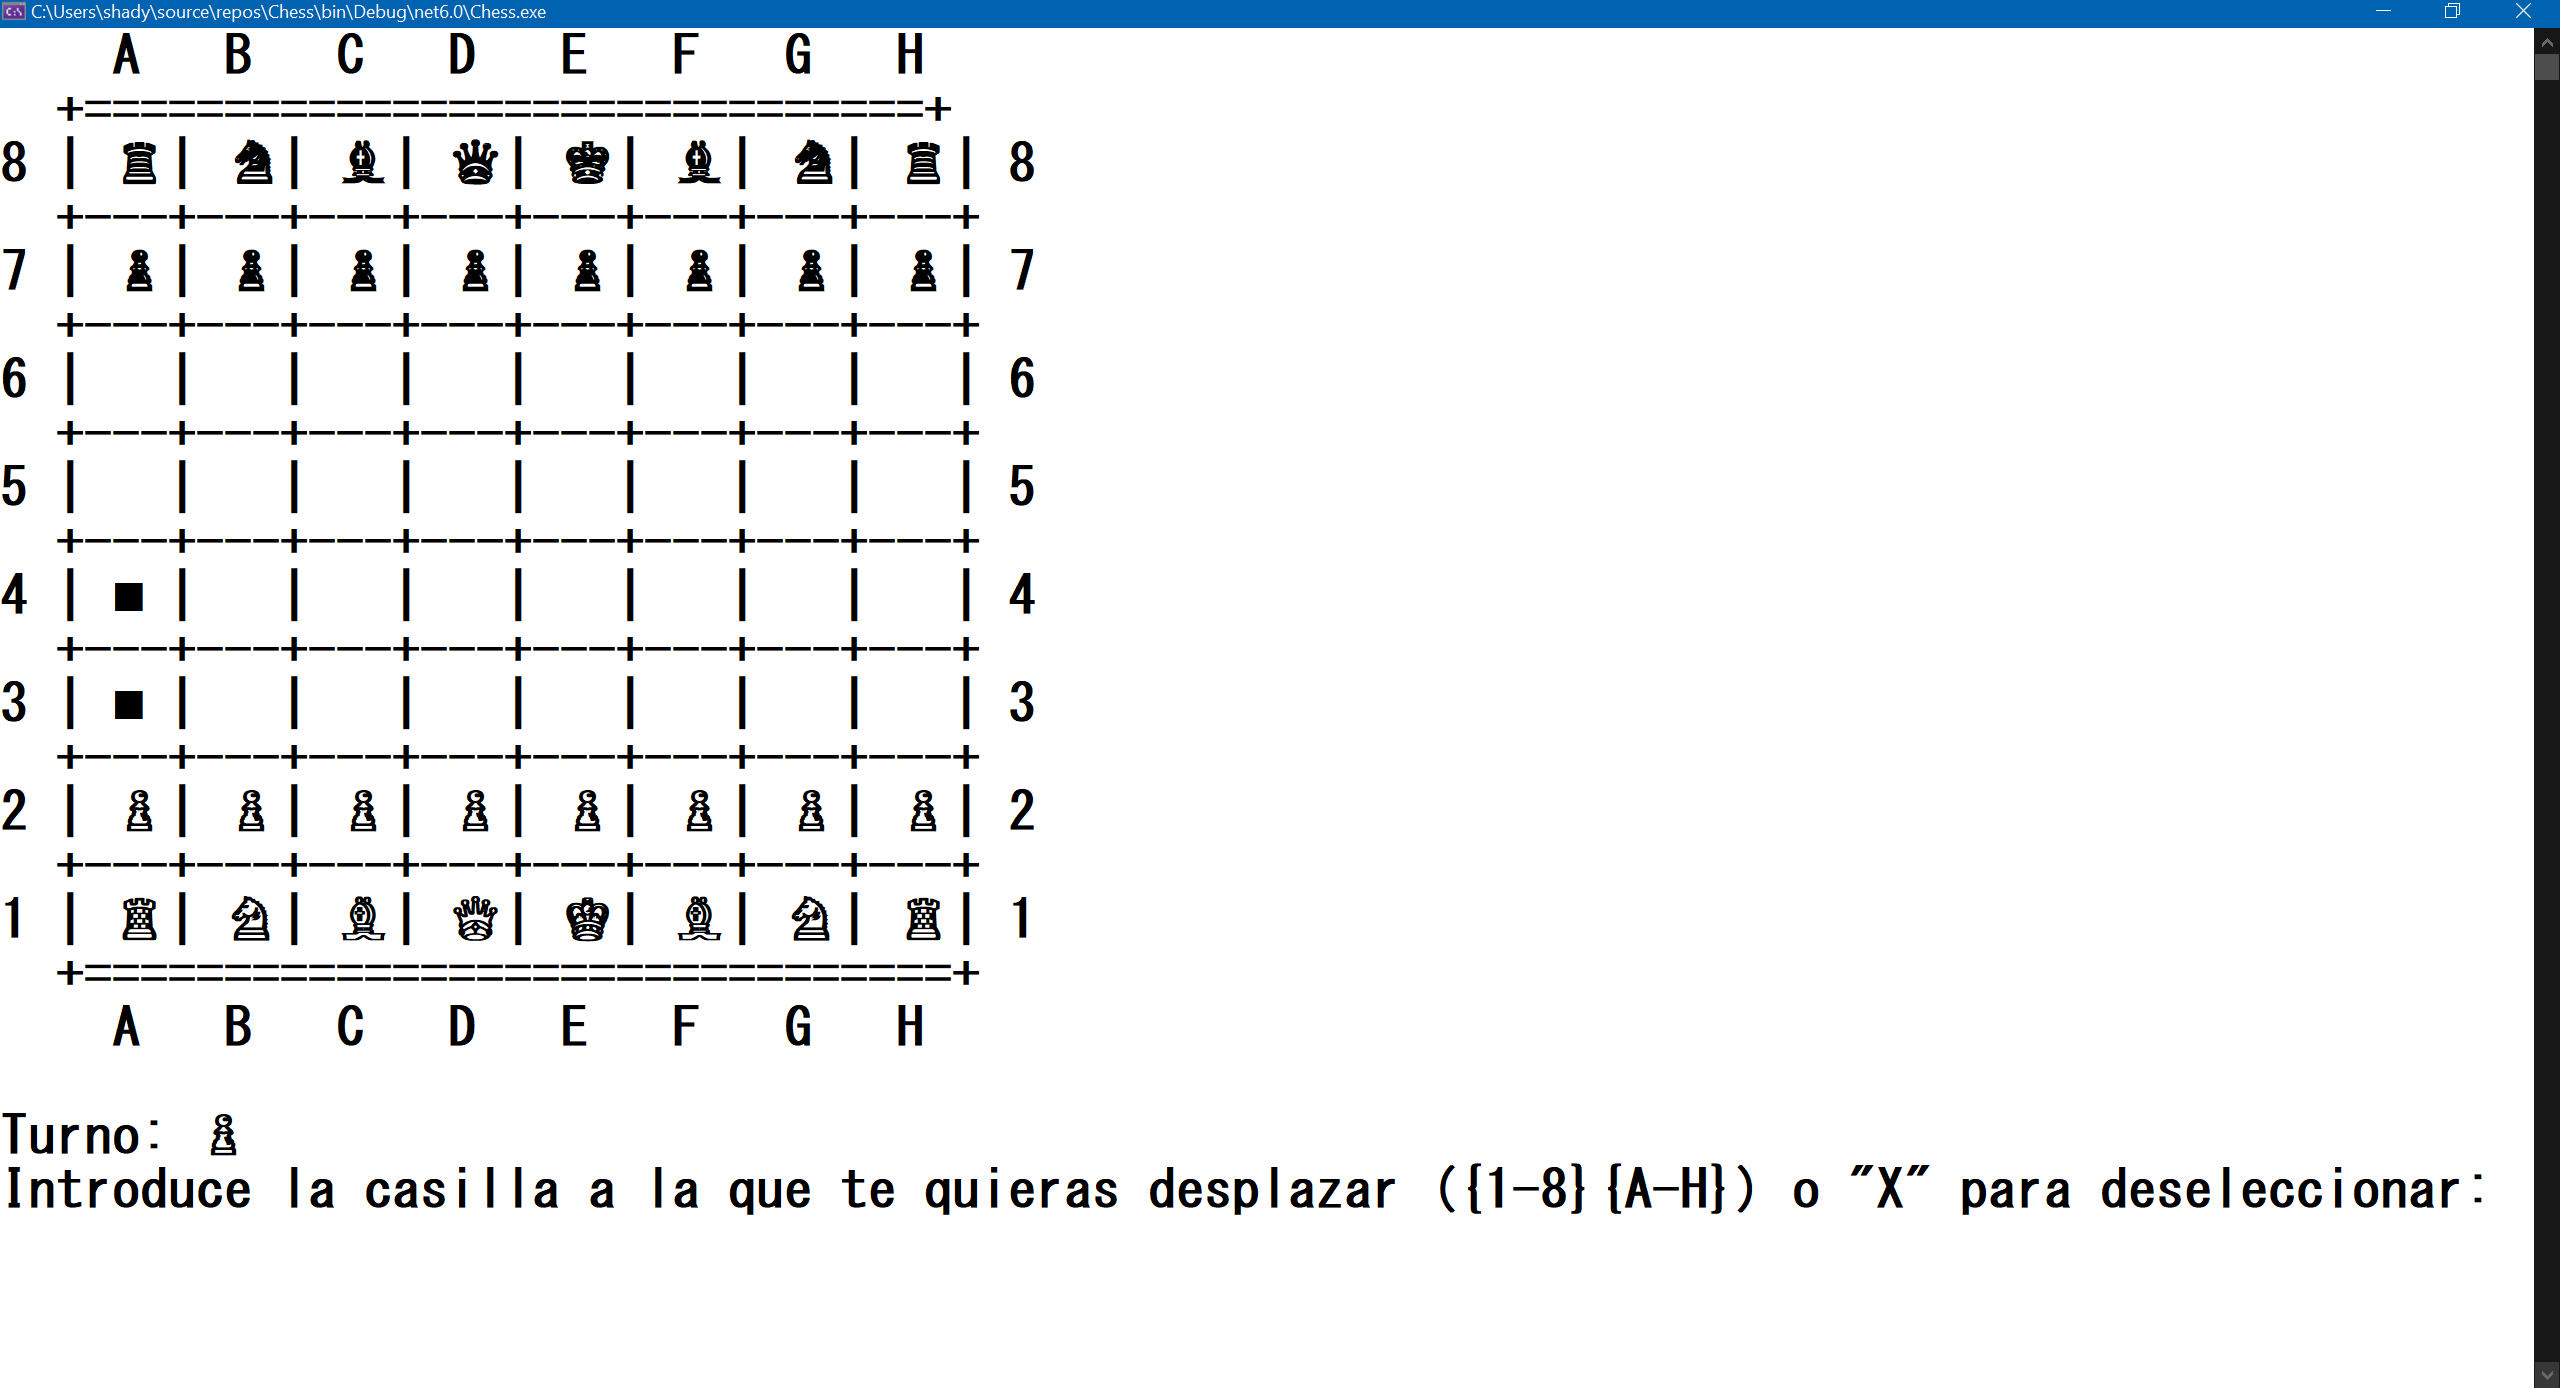 C:\Users\shady\source\repos\Chess\bin\Debug\net6.0\Chess.exe
    A   B   C   D   E   F   G   H
  +==============================+
8 | ♜ | ♞ | ♝ | ♛ | ♚ | ♝ | ♞ | ♜ | 8
  +---+---+---+---+---+---+---+---+
7 | ♟ | ♟ | ♟ | ♟ | ♟ | ♟ | ♟ | ♟ | 7
  +---+---+---+---+---+---+---+---+
6 |   |   |   |   |   |   |   |   | 6
  +---+---+---+---+---+---+---+---+
5 |   |   |   |   |   |   |   |   | 5
  +---+---+---+---+---+---+---+---+
4 | ■ |   |   |   |   |   |   |   | 4
  +---+---+---+---+---+---+---+---+
3 | ■ |   |   |   |   |   |   |   | 3
  +---+---+---+---+---+---+---+---+
2 | ♙ | ♙ | ♙ | ♙ | ♙ | ♙ | ♙ | ♙ | 2
  +---+---+---+---+---+---+---+---+
1 | ♖ | ♘ | ♗ | ♕ | ♔ | ♗ | ♘ | ♖ | 1
  +===============================+
    A   B   C   D   E   F   G   H
Turno: ♙
Introduce la casilla a la que te quieras desplazar ({1-8}{A-H}) o "X" para deseleccionar: